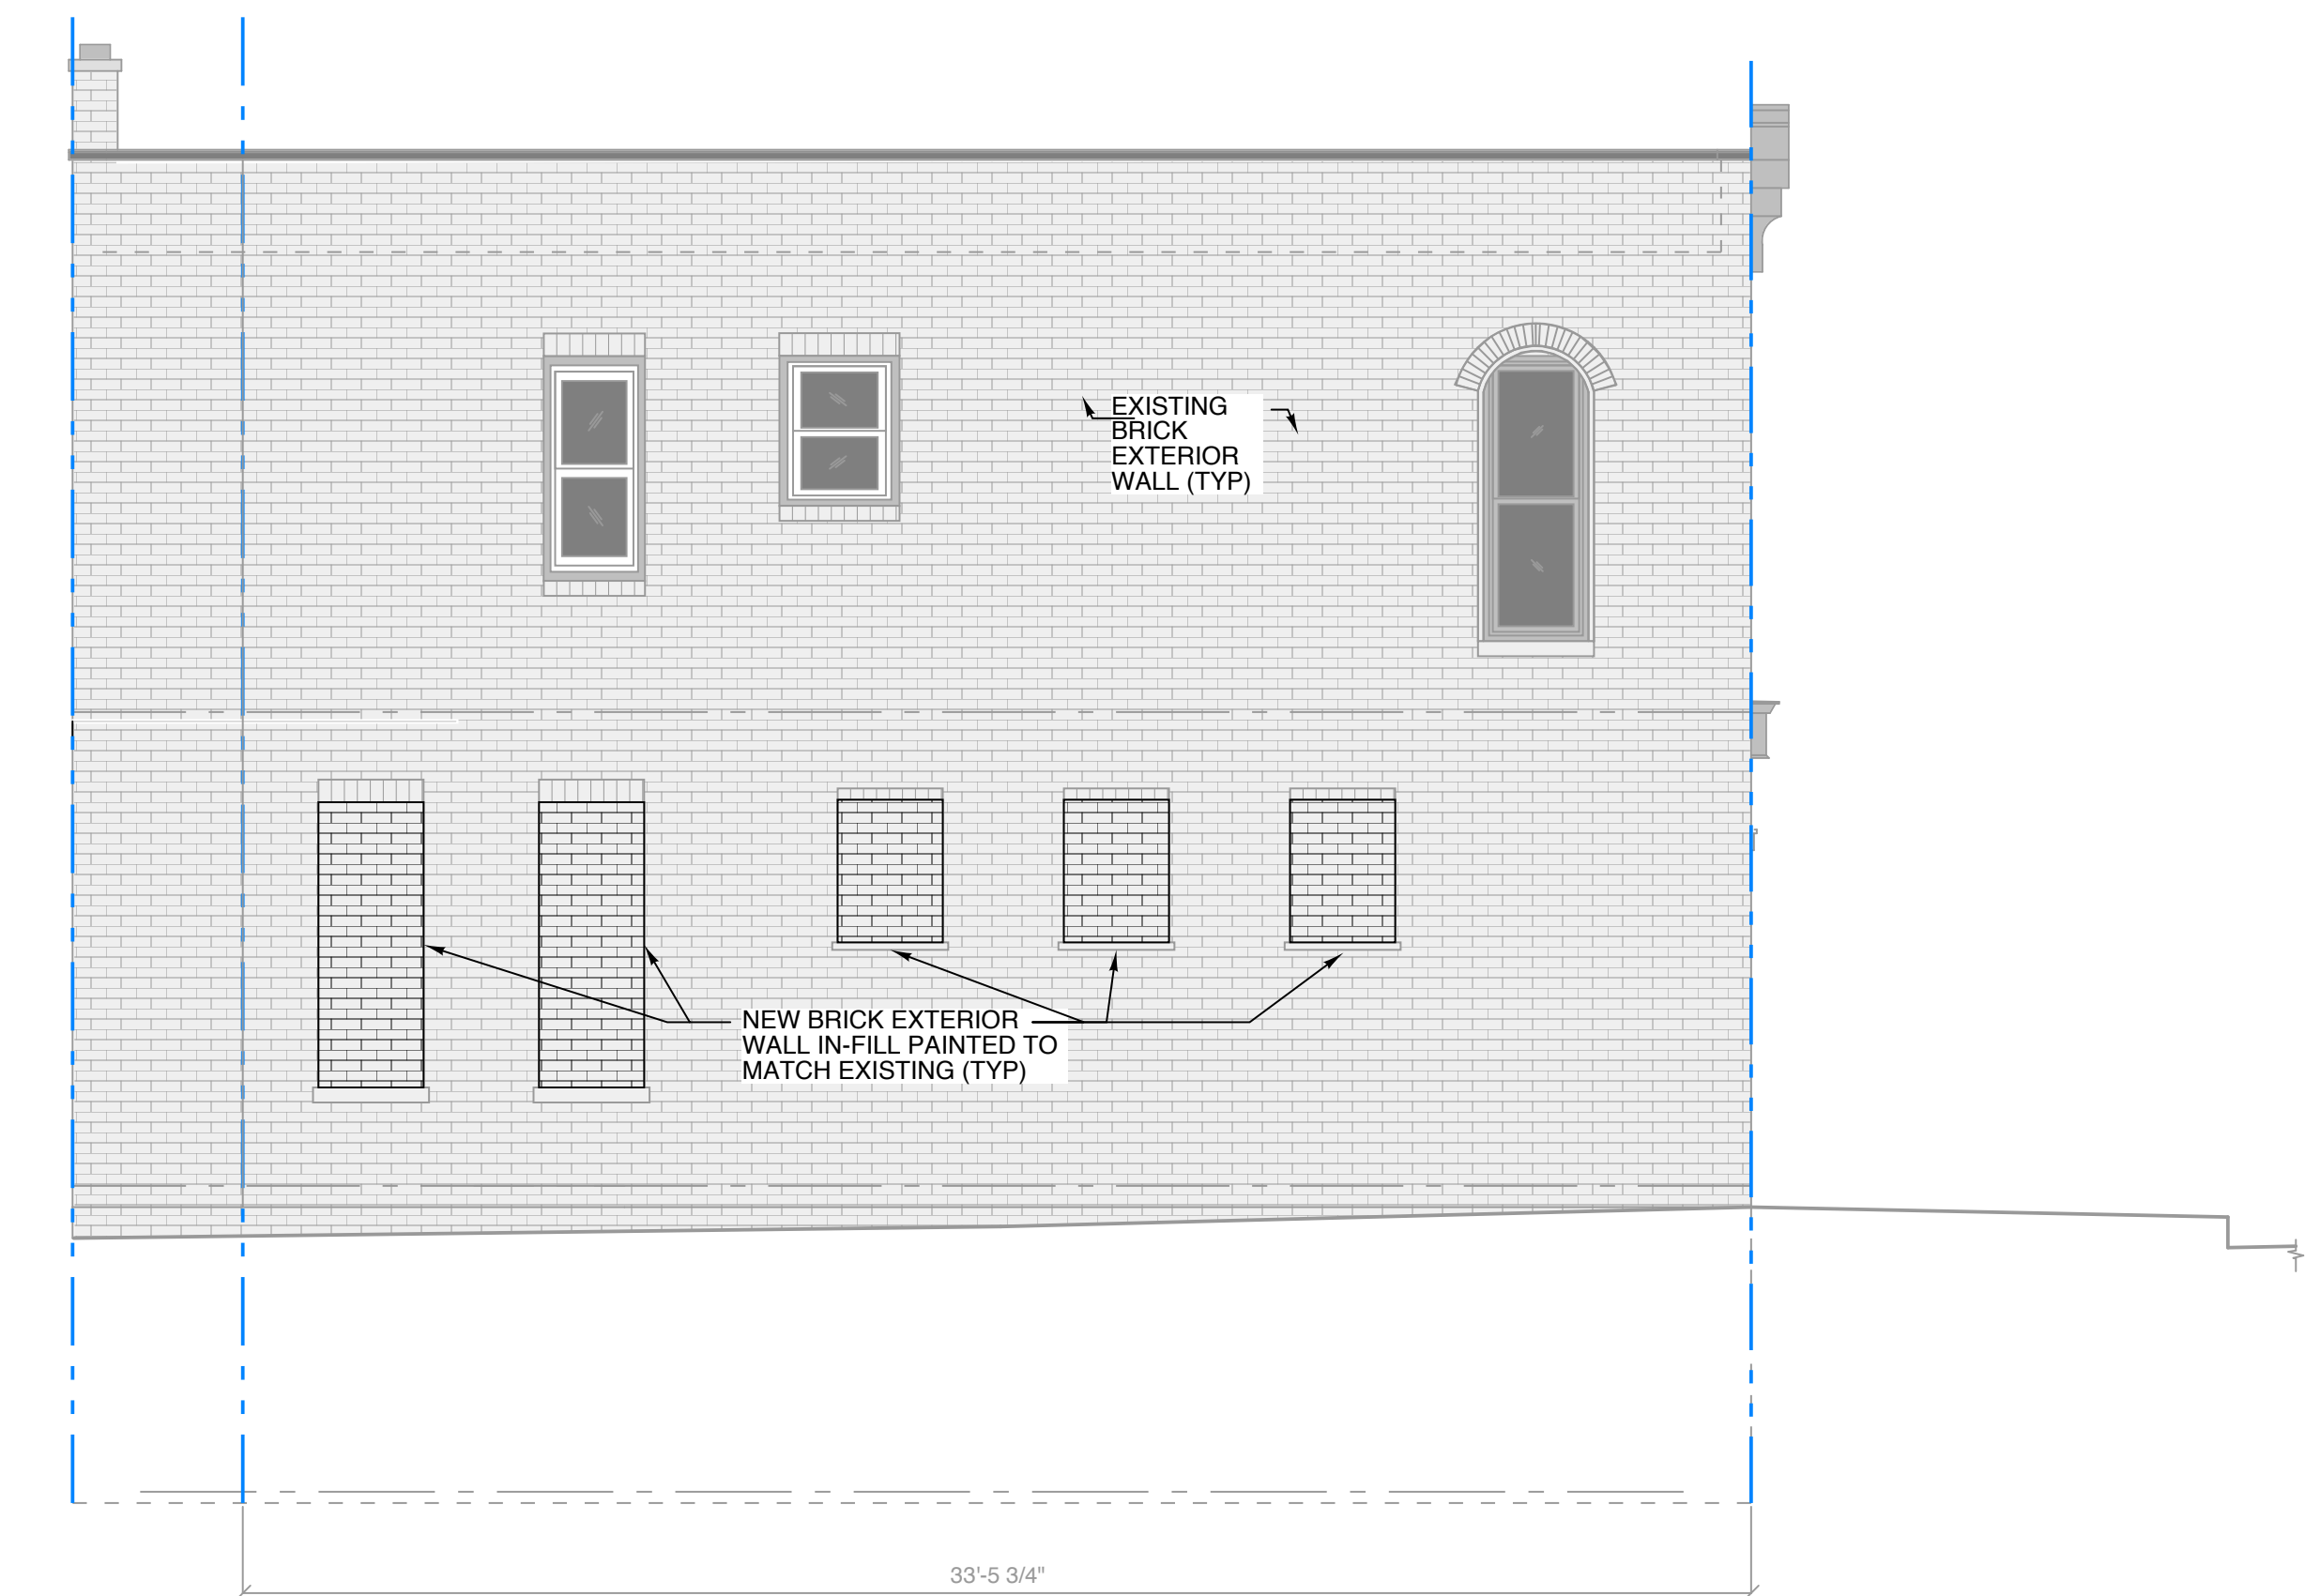 EXISTING
BRICK
EXTERIOR
WALL (TYP)
NEW BRICK EXTERIOR
WALL IN-FILL PAINTED TO
MATCH EXISTING (TYP)
33'-5 3/4"